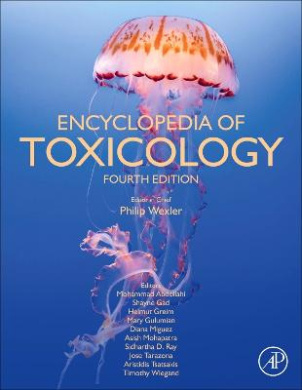 ENCYCLOPEDIA OF
TOXICOLOGY
FOURTH EDITION
Editor in Chief
Philip Wexler
Editors
Mohammad Abdollahi
Shayne Gad
Helmut Greim
Mary Gulumian
Diana Miguez
Asish Mohapatra
Sidhartha D. Ray
Jose Tarazona
Aristidis Tsatsakis
Timothy Wiegand
AP